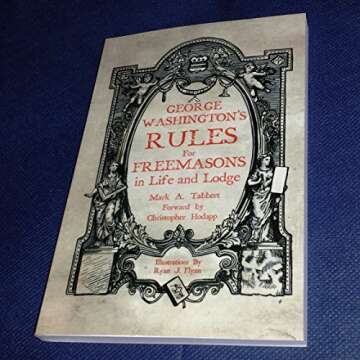 GEORGE
WASHINGTON'S
RULES
For
FREEMASONS
in Life and Lodge
Mark A. Tabbert
Forward by
Christopher Hodapp
Illustrations By
Ryan J. Flynn